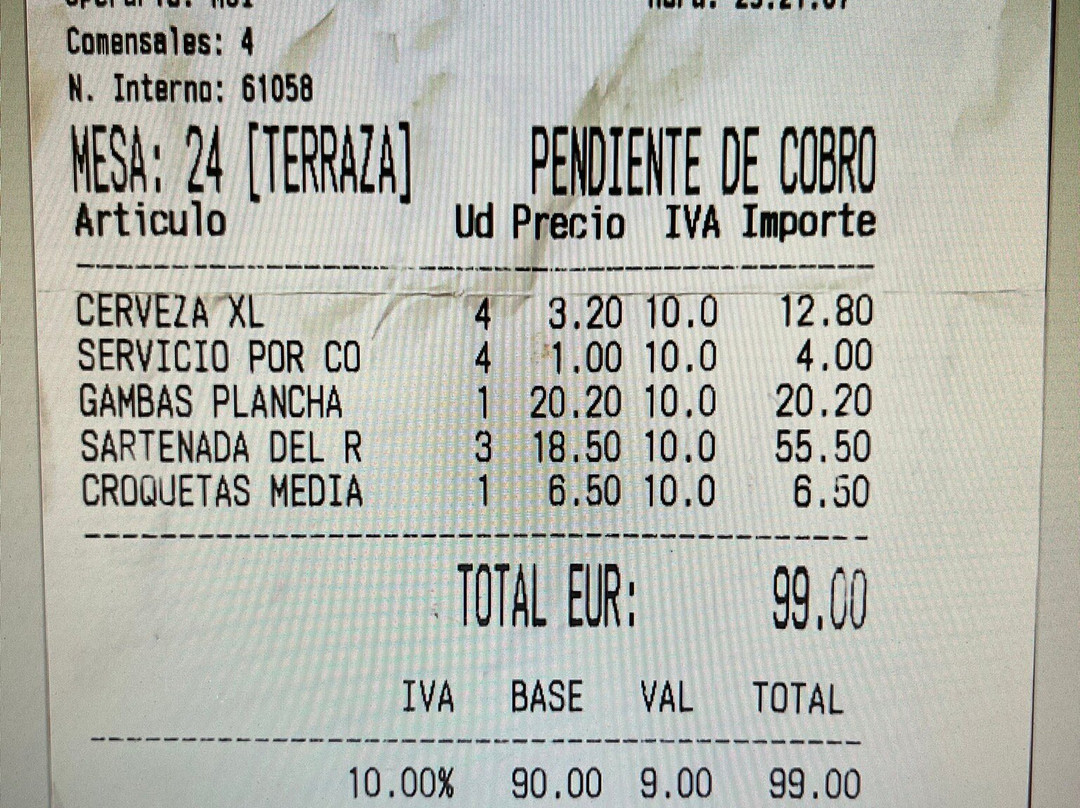 Comensales: 4
N. Interno: 61058
MESA: 24 [TERRAZA] PENDIENTE DE COBRO
Articulo Ud Precio IVA Importe
CERVEZA XL 4 3.20 10.0 12.80
SERVICIO POR CO 4 1.00 10.0 4.00
GAMBAS PLANCHA 1 20.20 10.0 20.20
SARTENADA DEL R 3 18.50 10.0 55.50
CROQUETAS MEDIA 1 6.50 10.0 6.50
TOTAL EUR: 99.00
IVA BASE VAL TOTAL
10.00% 90.00 9.00 99.00